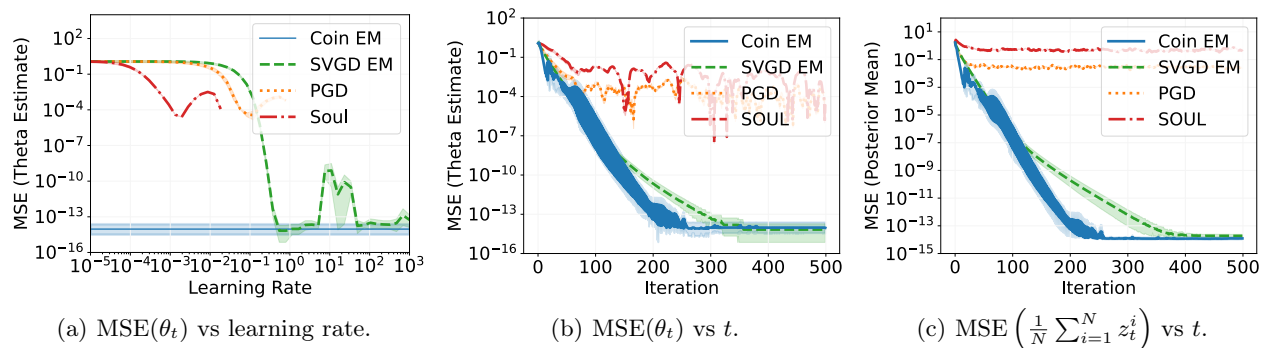 MSE (Theta Estimate)
10^2
10^-1
10^-4
10^-7
10^-10
10^-13
10^-16
Coin EM
SVGD EM
PGD
Soul
10^-5 10^-4 10^-3 10^-2 10^-1 10^0 10^1 10^2 10^3
Learning Rate
(a) MSE(θ_t) vs learning rate.
MSE (Theta Estimate)
10^2
10^-1
10^-4
10^-7
10^-10
10^-13
10^-16
Coin EM
SVGD EM
PGD
SOUL
0 100 200 300 400 500
Iteration
(b) MSE(θ_t) vs t.
MSE (Posterior Mean)
10^3
10^1
10^-1
10^-3
10^-5
10^-7
10^-9
10^-11
10^-13
10^-15
Coin EM
SVGD EM
PGD
SOUL
0 100 200 300 400 500
Iteration
(c) MSE (1/N ∑_{i=1}^N z_t^i) vs t.